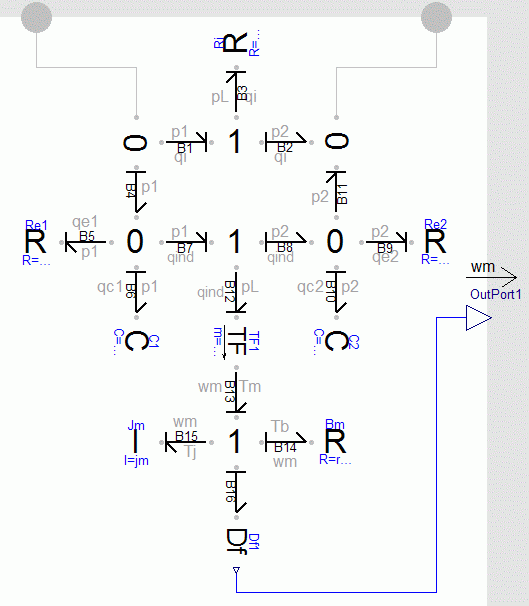 Ri
R
R=...
pL
B3
qi
0
p1
B1
qi
1
p2
B2
qi
0
B4
p1
p2
B11
Re1
R
R=...
qe1
B5
p1
0
p1
B7
qind
1
p2
B8
qind
0
p2
B9
qe2
Re2
R
R=...
wm
OutPort1
qc1
B6
p1
qind
B12
pL
qc2
B10
p2
C=...
C
C1
m=...
TF
TF1
C=...
C
C2
wm
B13
Tm
Jm
I
I=jm
wm
B15
Tj
1
Tb
B14
wm
Bm
R
R=r...
B16
Df
Df1